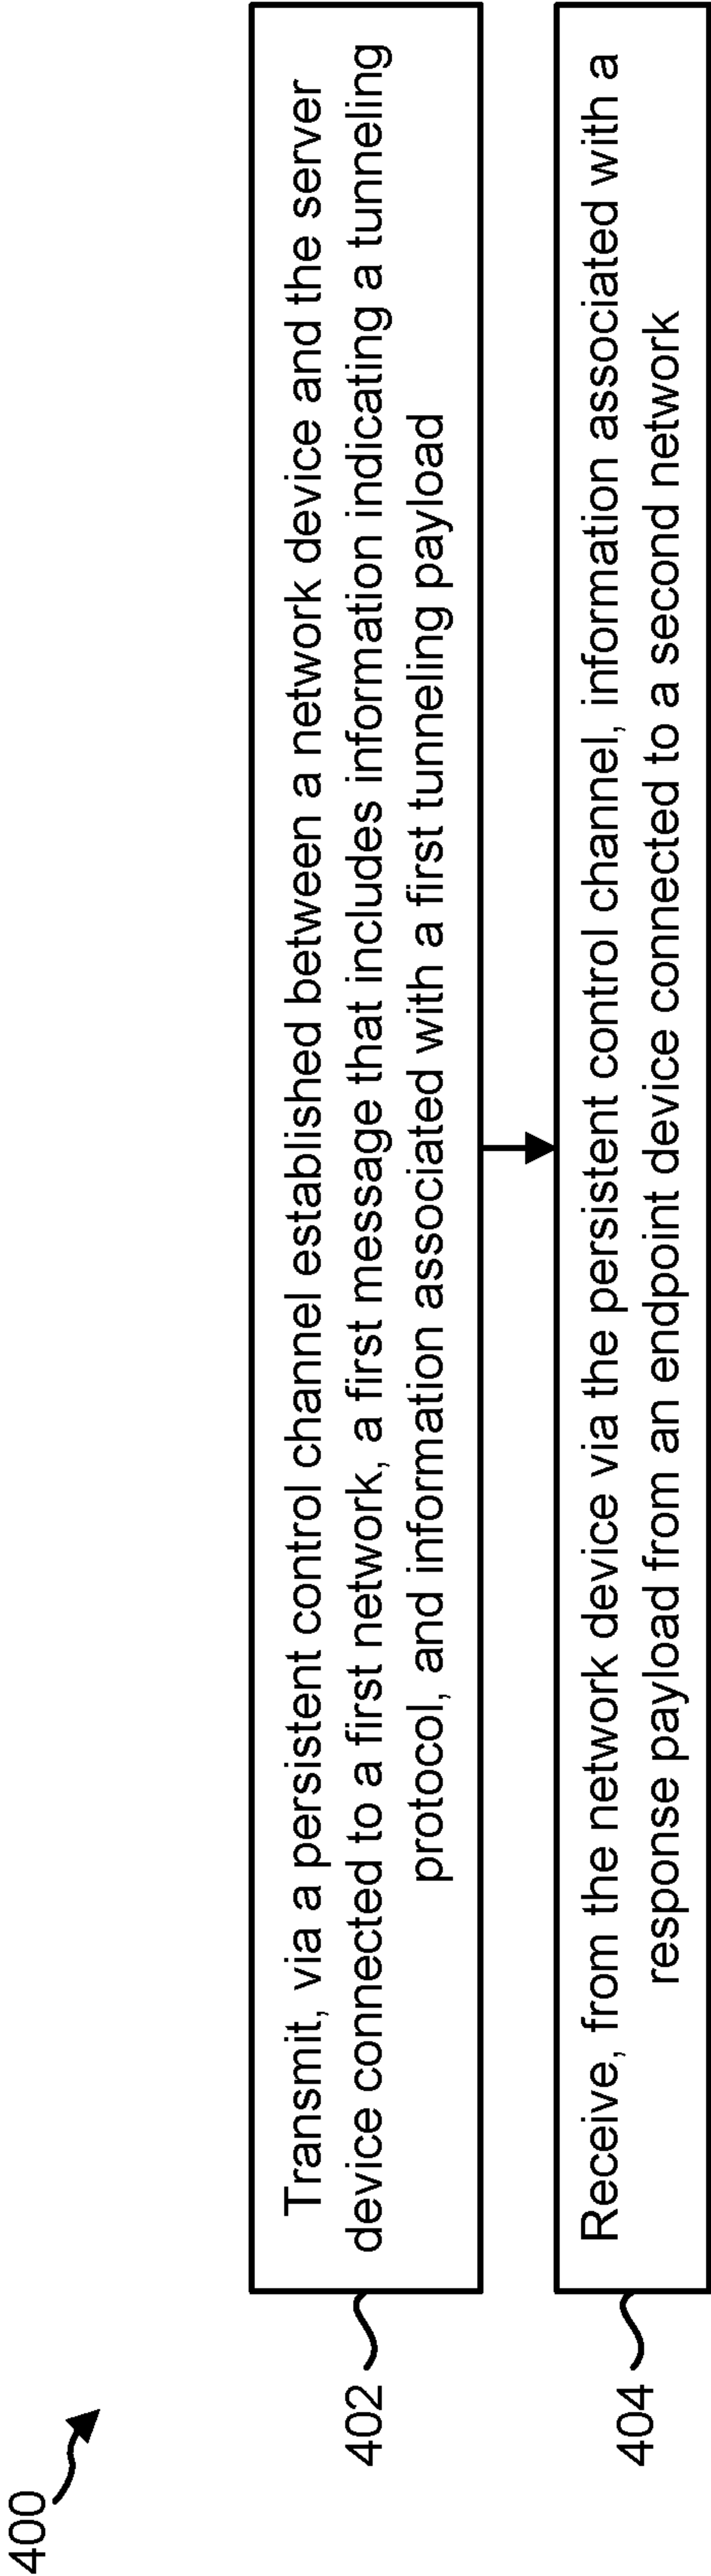 400
402
Transmit, via a persistent control channel established between a network device and the server
device connected to a first network, a first message that includes information indicating a tunneling
protocol, and information associated with a first tunneling payload
404
Receive, from the network device via the persistent control channel, information associated with a
response payload from an endpoint device connected to a second network